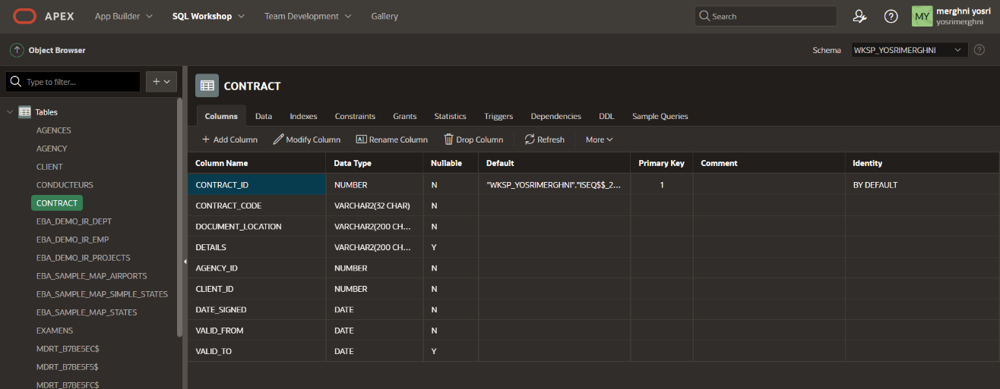 APEX App Builder SQL Workshop Team Development Gallery Search MY merghni yosri
yosrimerghni
Object Browser Schema WKSP_YOSRIMERGHNI
Type to filter...
CONTRACT
Tables
AGENCES
AGENCY
CLIENT
CONDUCTEURS
CONTRACT
EBA_DEMO_IR_DEPT
EBA_DEMO_IR_EMP
EBA_DEMO_IR_PROJECTS
EBA_SAMPLE_MAP_AIRPORTS
EBA_SAMPLE_MAP_SIMPLE_STATES
EBA_SAMPLE_MAP_STATES
EXAMENS
MDRT_B7BE5EC$
MDRT_B7BE5F5$
MDRT_B7BE5FC$
Columns Data Indexes Constraints Grants Statistics Triggers Dependencies DDL Sample Queries
+ Add Column Modify Column Rename Column Drop Column Refresh More
Column Name Data Type Nullable Default Primary Key Comment Identity
CONTRACT_ID NUMBER N "WKSP_YOSRIMERGHNI"."ISEQ$$_2... 1 BY DEFAULT
CONTRACT_CODE VARCHAR2(32 CHAR) N
DOCUMENT_LOCATION VARCHAR2(200 CH... N
DETAILS VARCHAR2(200 CH... Y
AGENCY_ID NUMBER N
CLIENT_ID NUMBER N
DATE_SIGNED DATE N
VALID_FROM DATE N
VALID_TO DATE Y